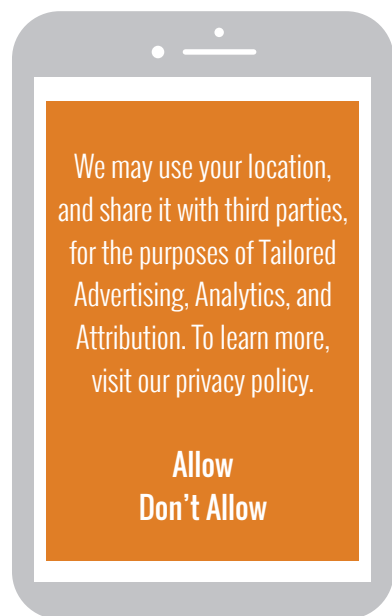 We may use your location,
and share it with third parties,
for the purposes of Tailored
Advertising, Analytics, and
Attribution. To learn more,
visit our privacy policy.
Allow
Don’t Allow